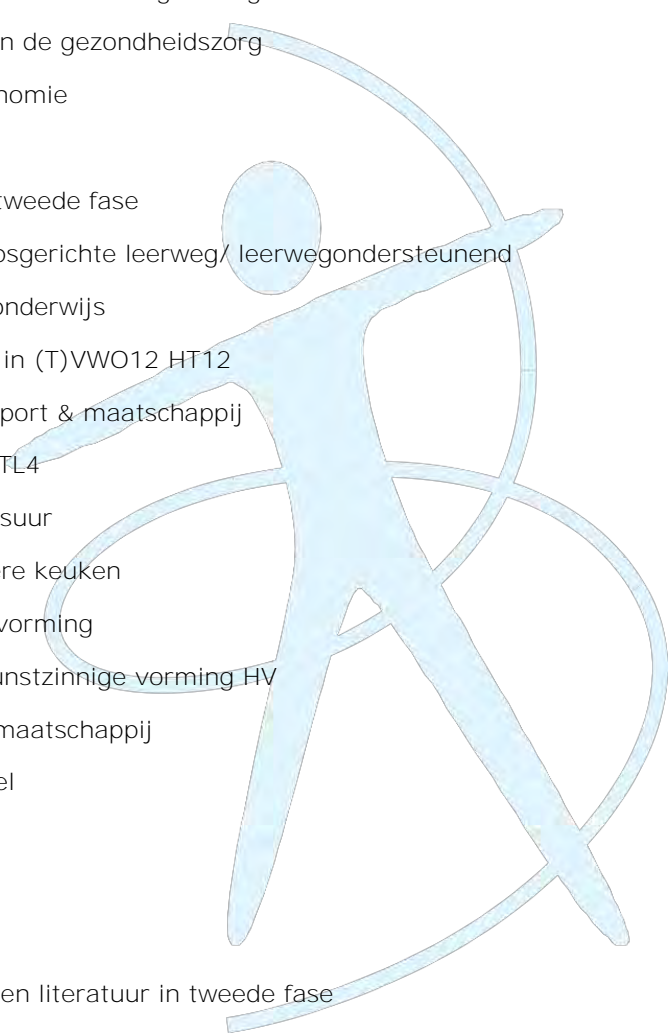 n de gezondheidszorg
nomie
tweede fase
psgerichte leerweg/ leerwegondersteunend
onderwijs
in (T)VWO12 HT12
port & maatschappij
TL4
suur
re keuken
vorming
unstzinnige vorming HV
maatschappij
el
en literatuur in tweede fase